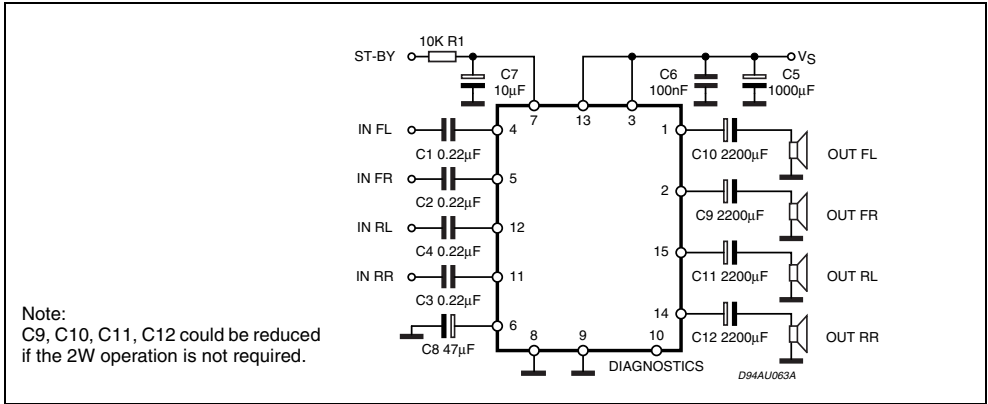 10K R1
ST-BY
C7
10µF
C6
100nF
VS
C5
1000µF
7
13
3
IN FL
4
C1 0.22µF
1
C10 2200µF
OUT FL
IN FR
5
C2 0.22µF
2
C9 2200µF
OUT FR
IN RL
12
C4 0.22µF
15
C11 2200µF
OUT RL
IN RR
11
C3 0.22µF
14
C12 2200µF
OUT RR
6
C8 47µF
8
9
10
DIAGNOSTICS
D94AU063A
Note:
C9, C10, C11, C12 could be reduced
if the 2W operation is not required.